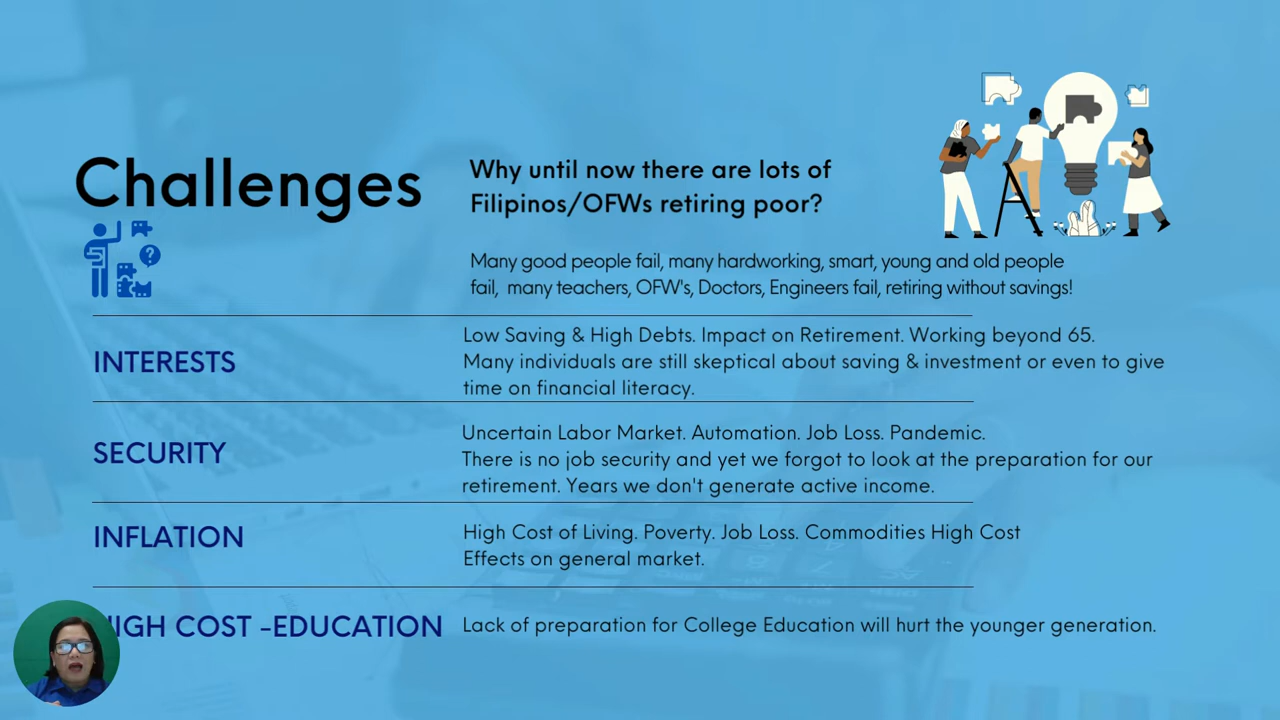 Challenges
Why until now there are lots of
Filipinos/OFWs retiring poor?
Many good people fail, many hardworking, smart, young and old people
fail, many teachers, OFW's, Doctors, Engineers fail, retiring without savings!
INTERESTS
Low Saving & High Debts. Impact on Retirement. Working beyond 65.
Many individuals are still skeptical about saving & investment or even to give
time on financial literacy.
SECURITY
Uncertain Labor Market. Automation. Job Loss. Pandemic.
There is no job security and yet we forgot to look at the preparation for our
retirement. Years we don't generate active income.
INFLATION
High Cost of Living. Poverty. Job Loss. Commodities High Cost
Effects on general market.
HIGH COST -EDUCATION
Lack of preparation for College Education will hurt the younger generation.